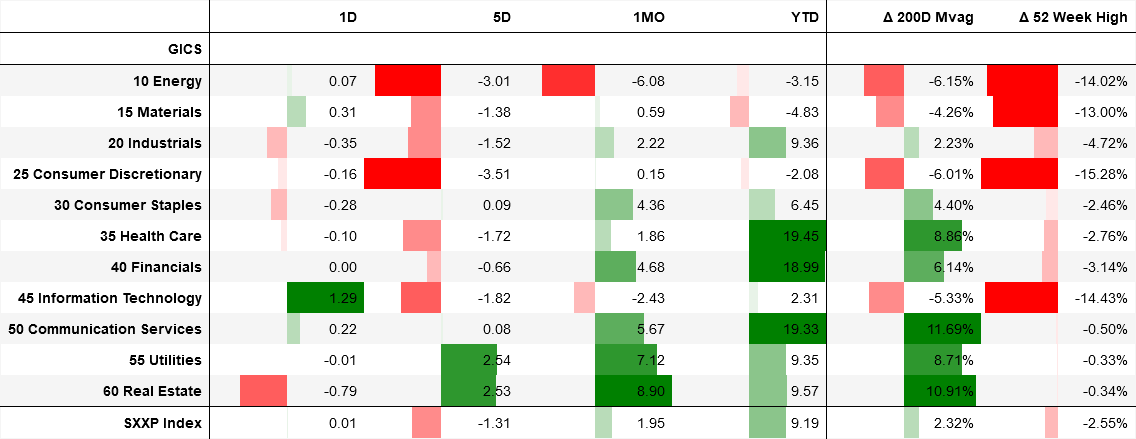 1D 5D 1MO YTD Δ 200D Mvag Δ 52 Week High
GICS
10 Energy 0.07 -3.01 -6.08 -3.15 -6.15% -14.02%
15 Materials 0.31 -1.38 0.59 -4.83 -4.26% -13.00%
20 Industrials -0.35 -1.52 2.22 9.36 2.23% -4.72%
25 Consumer Discretionary -0.16 -3.51 0.15 -2.08 -6.01% -15.28%
30 Consumer Staples -0.28 0.09 4.36 6.45 4.40% -2.46%
35 Health Care -0.10 -1.72 1.86 19.45 8.86% -2.76%
40 Financials 0.00 -0.66 4.68 18.99 6.14% -3.14%
45 Information Technology 1.29 -1.82 -2.43 2.31 -5.33% -14.43%
50 Communication Services 0.22 0.08 5.67 19.33 11.69% -0.50%
55 Utilities -0.01 2.54 7.12 9.35 8.71% -0.33%
60 Real Estate -0.79 2.53 8.90 9.57 10.91% -0.34%
SXXP Index 0.01 -1.31 1.95 9.19 2.32% -2.55%